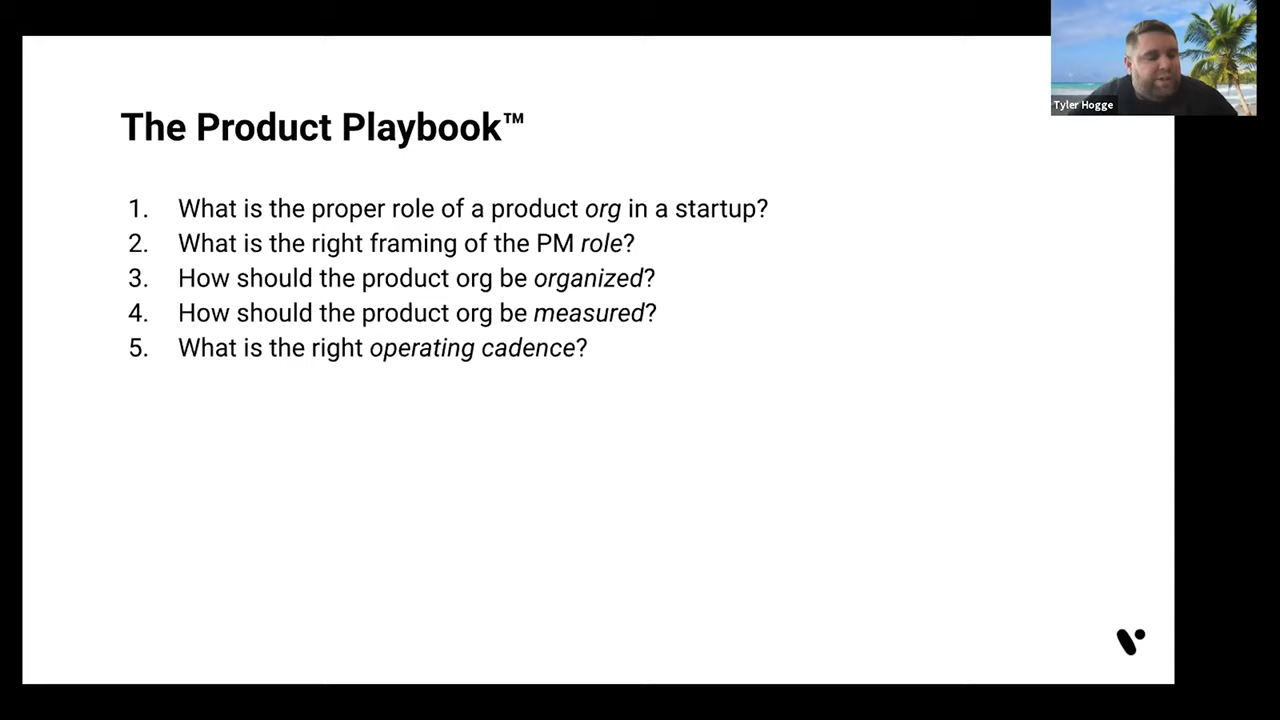 The Product Playbook™
1. What is the proper role of a product org in a startup?
2. What is the right framing of the PM role?
3. How should the product org be organized?
4. How should the product org be measured?
5. What is the right operating cadence?
Tyler Hogge